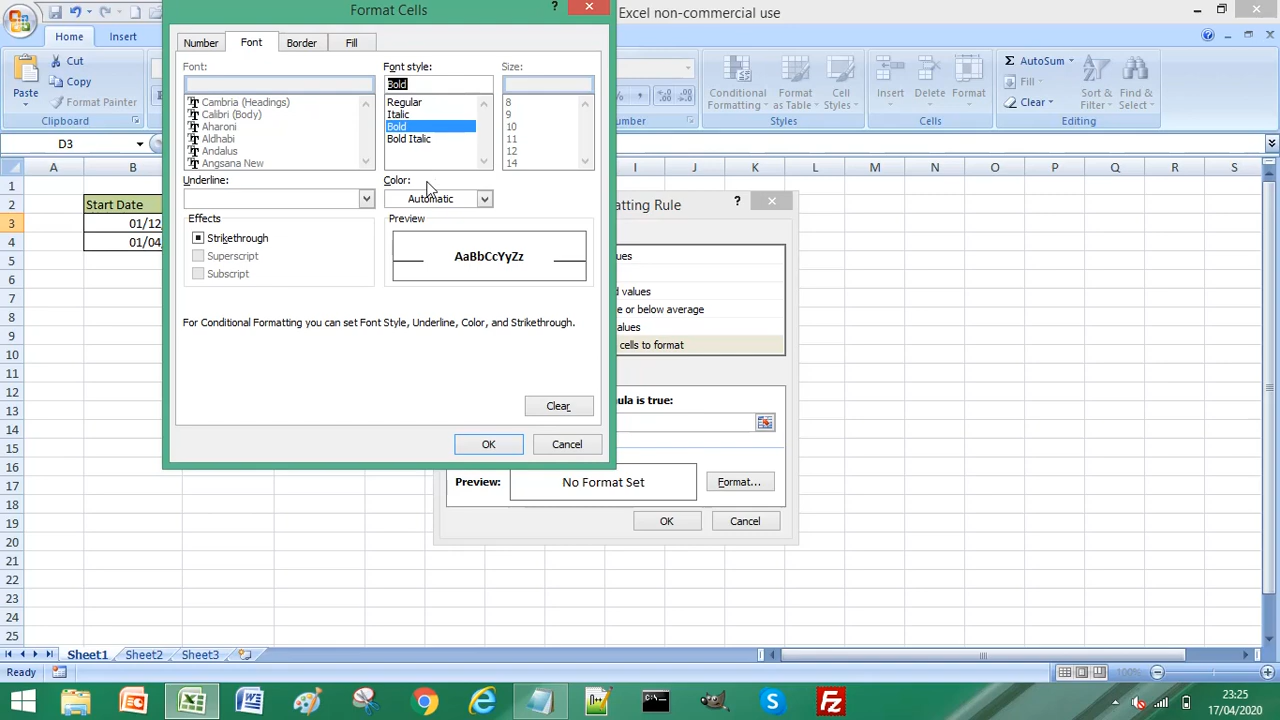 Format Cells
?
Excel non-commercial use
Home
Insert
Number
Font
Border
Fill
Paste
Cut
Copy
Format Painter
Clipboard
Conditional
Formatting
Format
as Table
Cell
Styles
Styles
Insert
Delete
Format
Cells
AutoSum
Fill
Clear
Sort &
Filter
Find &
Select
Editing
D3
Font:
Cambria (Headings)
Calibri (Body)
Aharoni
Aldhabi
Andalus
Angsana New
Font style:
Bold
Regular
Italic
Bold
Bold Italic
Size:
8
9
10
11
12
14
Underline:
Color:
Automatic
Effects
Strikethrough
Superscript
Subscript
Preview
AaBbCcYyZz
For Conditional Formatting you can set Font Style, Underline, Color, and Strikethrough.
Clear
OK
Cancel
A B I J K L M N O P Q R S
1
2 Start Date
3 01/12
4 01/04
5
6
7
8
9
10
11
12
13
14
15
16
17
18
19
20
21
22
23
24
25
tting Rule
?
ues
d values
e or below average
values
cells to format
ula is true:
Preview:
No Format Set
Format...
OK
Cancel
Sheet1
Sheet2
Sheet3
Ready
100%
23:25
17/04/2020